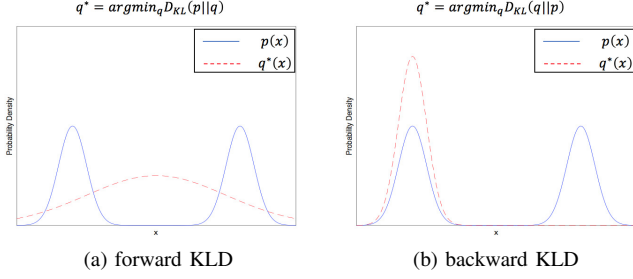 q* = argmin_q D_KL(p||q)
p(x)
q*(x)
Probability Density
x
(a) forward KLD
q* = argmin_q D_KL(q||p)
p(x)
q*(x)
Probability Density
x
(b) backward KLD